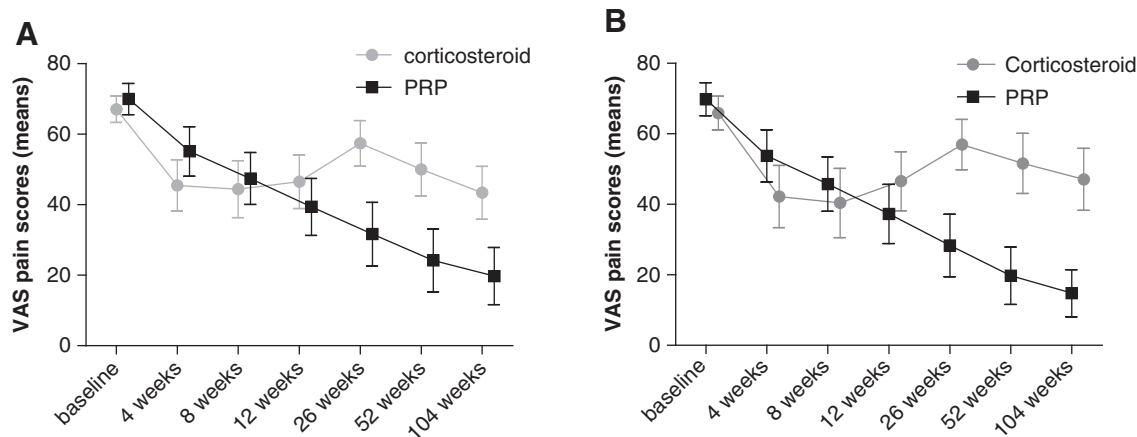 A
corticosteroid
PRP
VAS pain scores (means)
80
60
40
20
0
baseline
4 weeks
8 weeks
12 weeks
26 weeks
52 weeks
104 weeks
B
Corticosteroid
PRP
VAS pain scores (means)
80
60
40
20
0
baseline
4 weeks
8 weeks
12 weeks
26 weeks
52 weeks
104 weeks